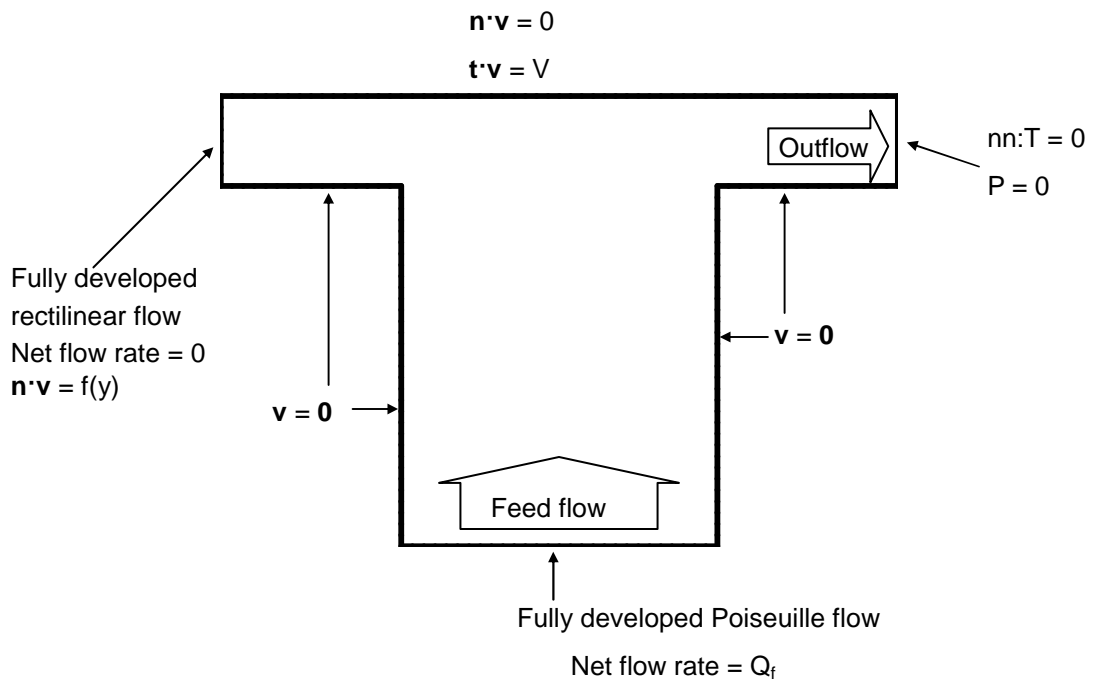 n·v = 0
t·v = V
Outflow
nn:T = 0
P = 0
Fully developed
rectilinear flow
Net flow rate = 0
n·v = f(y)
v = 0
v = 0
Feed flow
Fully developed Poiseuille flow
Net flow rate = Qf